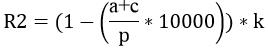 R2 = (1 − (a+c/p * 10000)) * k